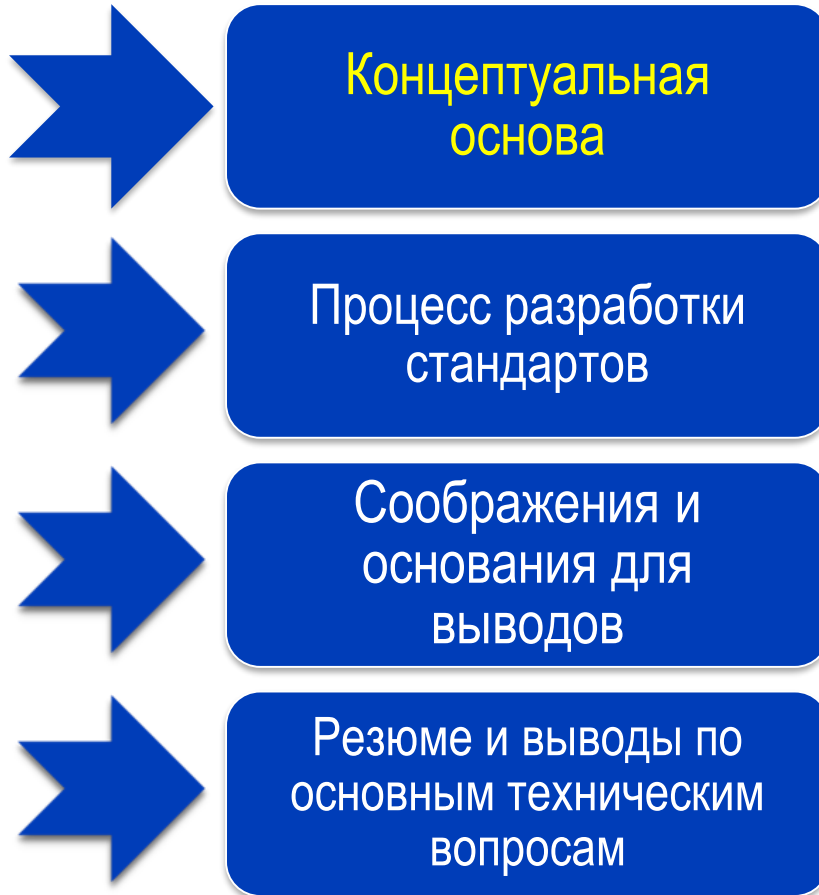 Концептуальная
основа
Процесс разработки
стандартов
Соображения и
основания для
выводов
Резюме и выводы по
основным техническим
вопросам